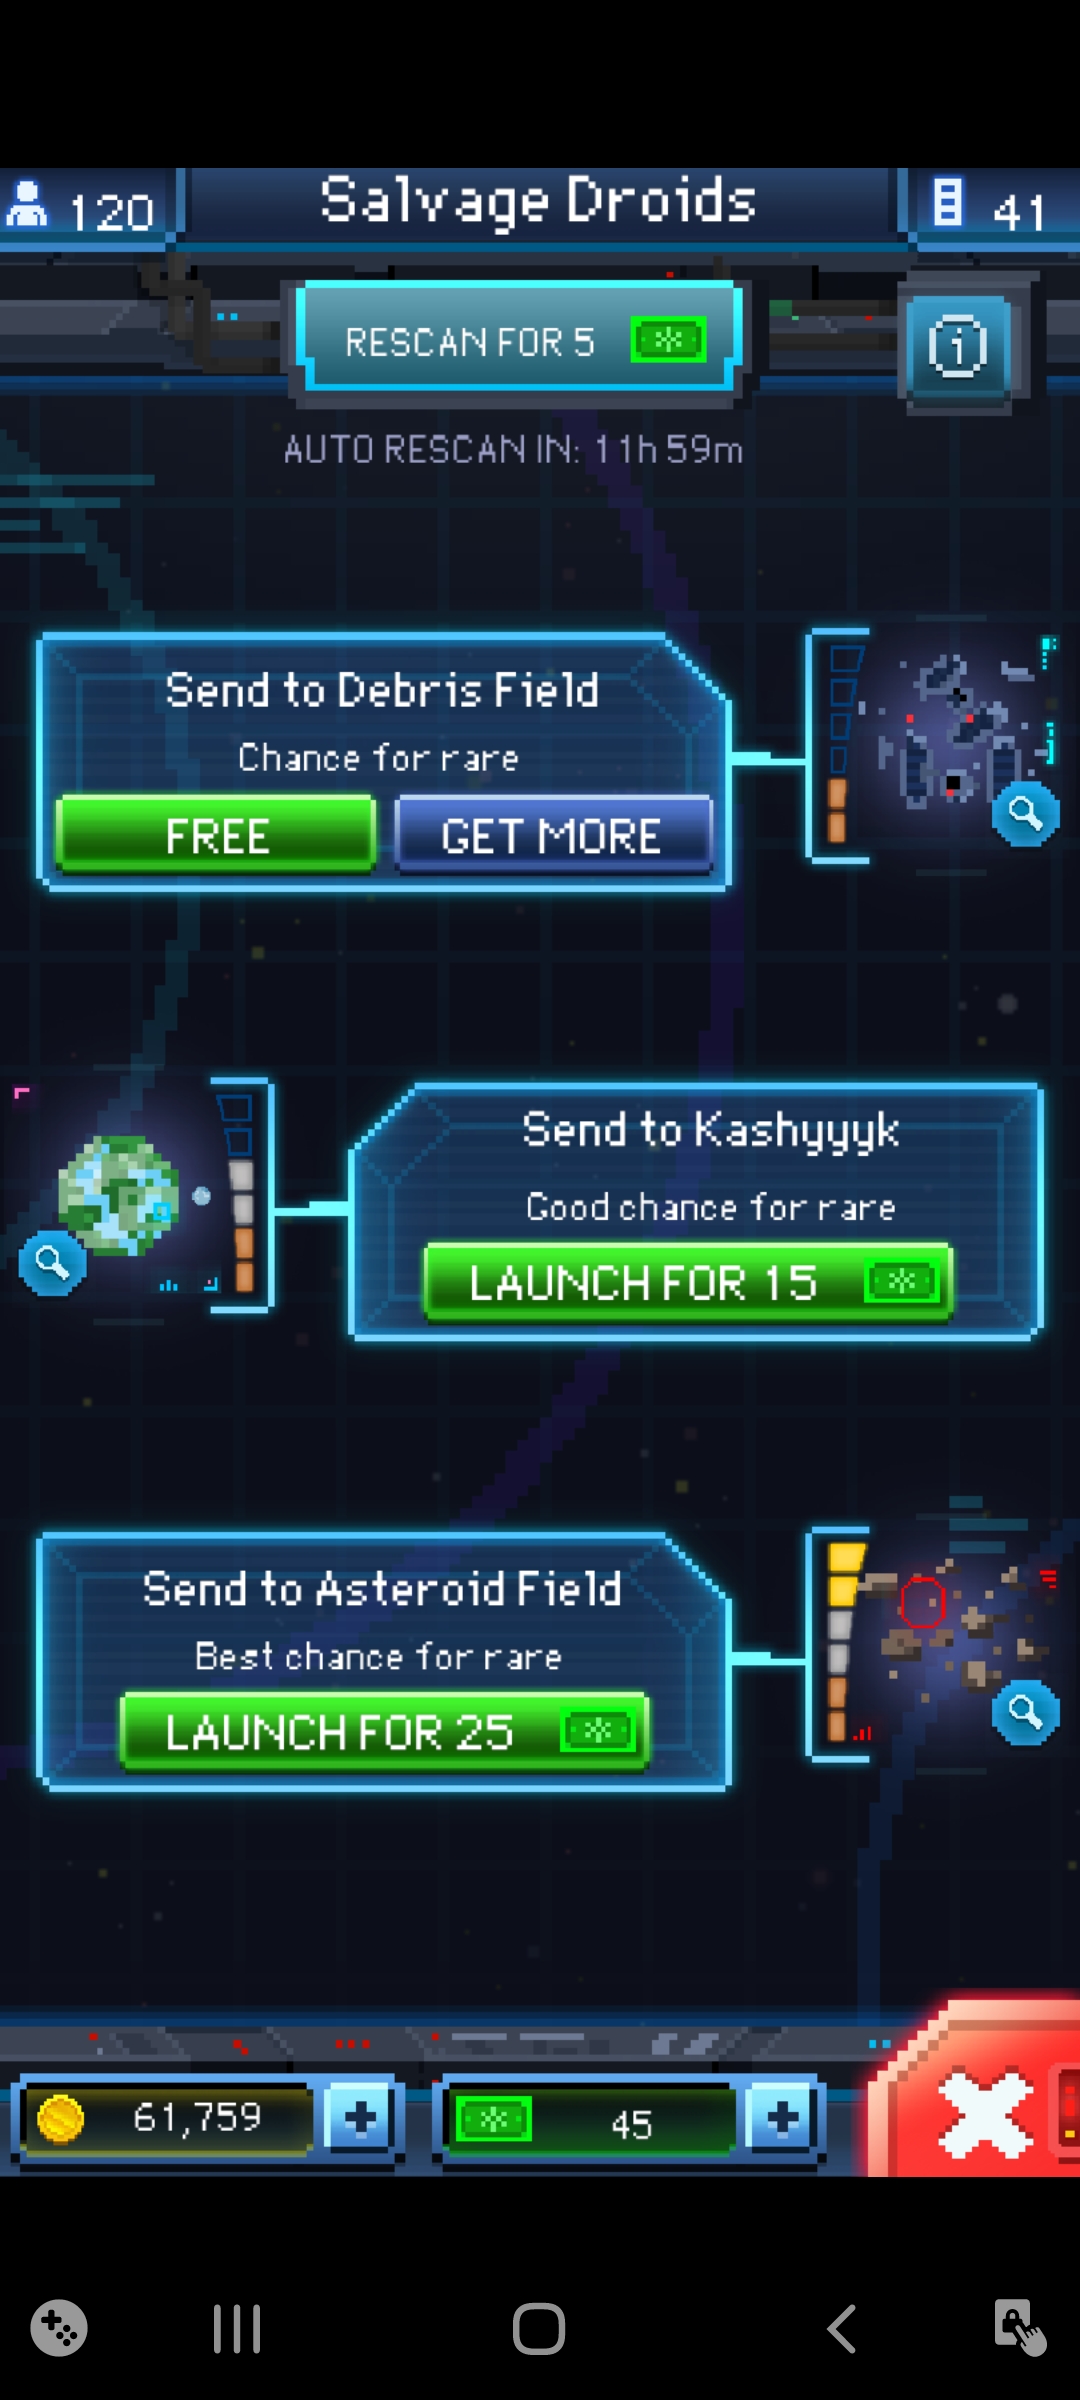 120
Salvage Droids
41
RESCAN FOR 5
i
AUTO RESCAN IN: 11h 59m
Send to Debris Field
Chance for rare
FREE
GET MORE
Send to Kashyyyk
Good chance for rare
LAUNCH FOR 15
Send to Asteroid Field
Best chance for rare
LAUNCH FOR 25
61,759
45